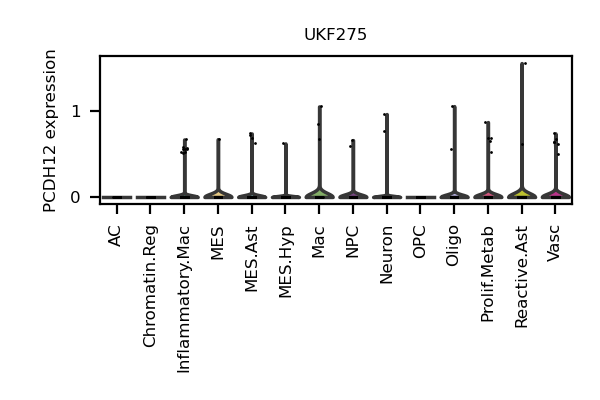 UKF275
PCDH12 expression
1
0
AC
Chromatin.Reg
Inflammatory.Mac
MES
MES.Ast
MES.Hyp
Mac
NPC
Neuron
OPC
Oligo
Prolif.Metab
Reactive.Ast
Vasc